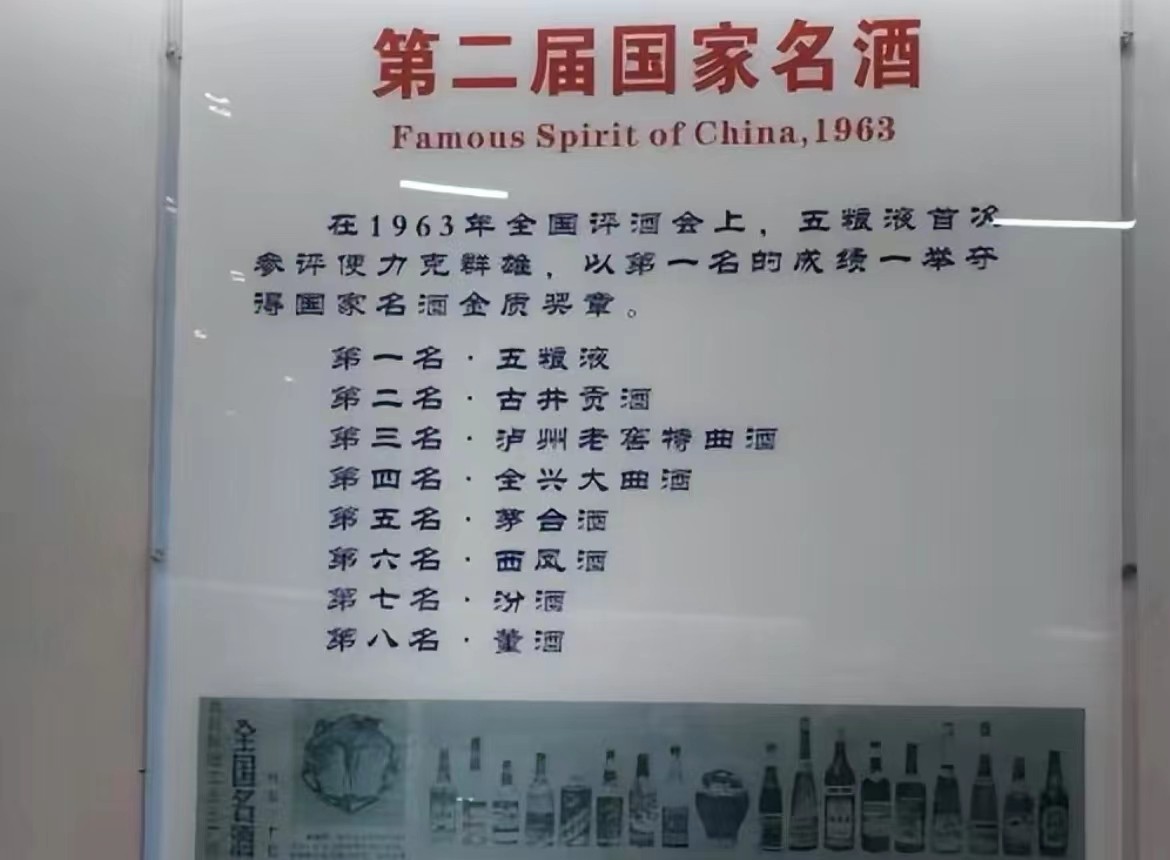 第二届国家名酒
Famous Spirit of China,1963
在1963年全国评酒会上，五粮液首次
参评便力克群雄，以第一名的成绩一举夺
得国家名酒金质奖章。
第一名·五粮液
第二名·古井贡酒
第三名·泸州老窖特曲酒
第四名·全兴大曲酒
第五名·茅台酒
第六名·西凤酒
第七名·汾酒
第八名·董酒
全国名酒